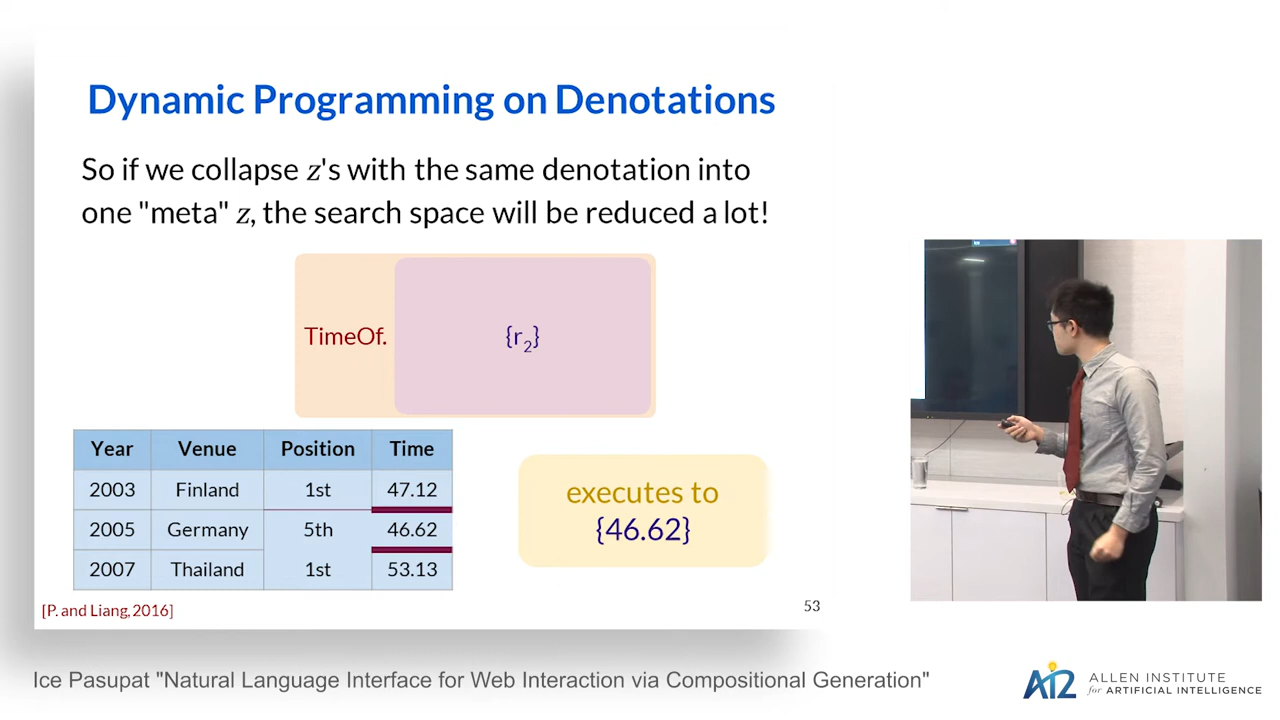 Dynamic Programming on Denotations
So if we collapse z's with the same denotation into
one "meta" z, the search space will be reduced a lot!
TimeOf. {r2}
Year Venue Position Time
2003 Finland 1st 47.12
2005 Germany 5th 46.62
2007 Thailand 1st 53.13
executes to
{46.62}
[P. and Liang, 2016]
53
Ice Pasupat "Natural Language Interface for Web Interaction via Compositional Generation"
AI2 ALLEN INSTITUTE
for ARTIFICIAL INTELLIGENCE